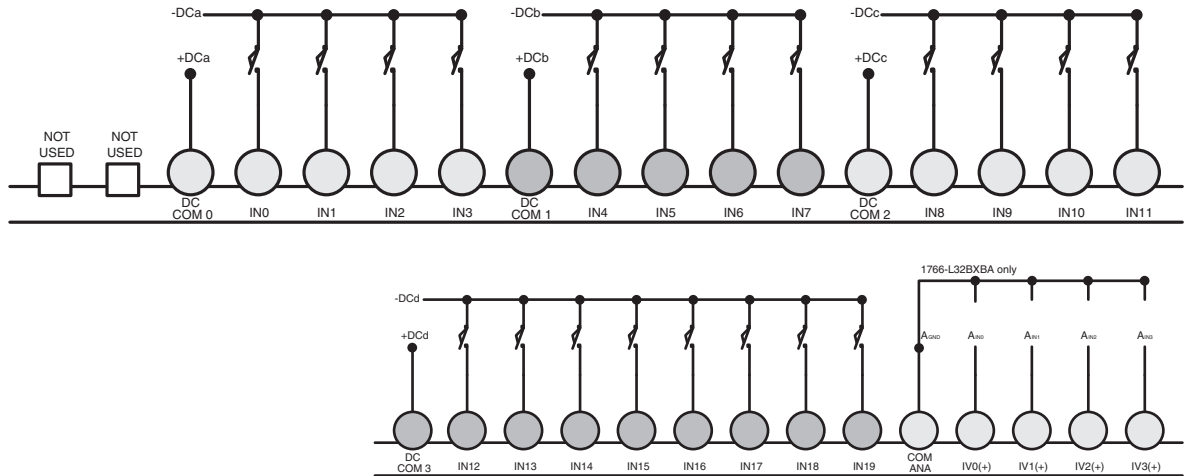 -DCa
-DCb
-DCc
+DCa
+DCb
+DCc
NOT
USED
NOT
USED
DC
COM 0
IN0
IN1
IN2
IN3
DC
COM 1
IN4
IN5
IN6
IN7
DC
COM 2
IN8
IN9
IN10
IN11
1766-L32BXBA only
-DCd
+DCd
AGND
AIN0
AIN1
AIN2
AIN3
DC
COM 3
IN12
IN13
IN14
IN15
IN16
IN17
IN18
IN19
COM
ANA
IV0(+)
IV1(+)
IV2(+)
IV3(+)